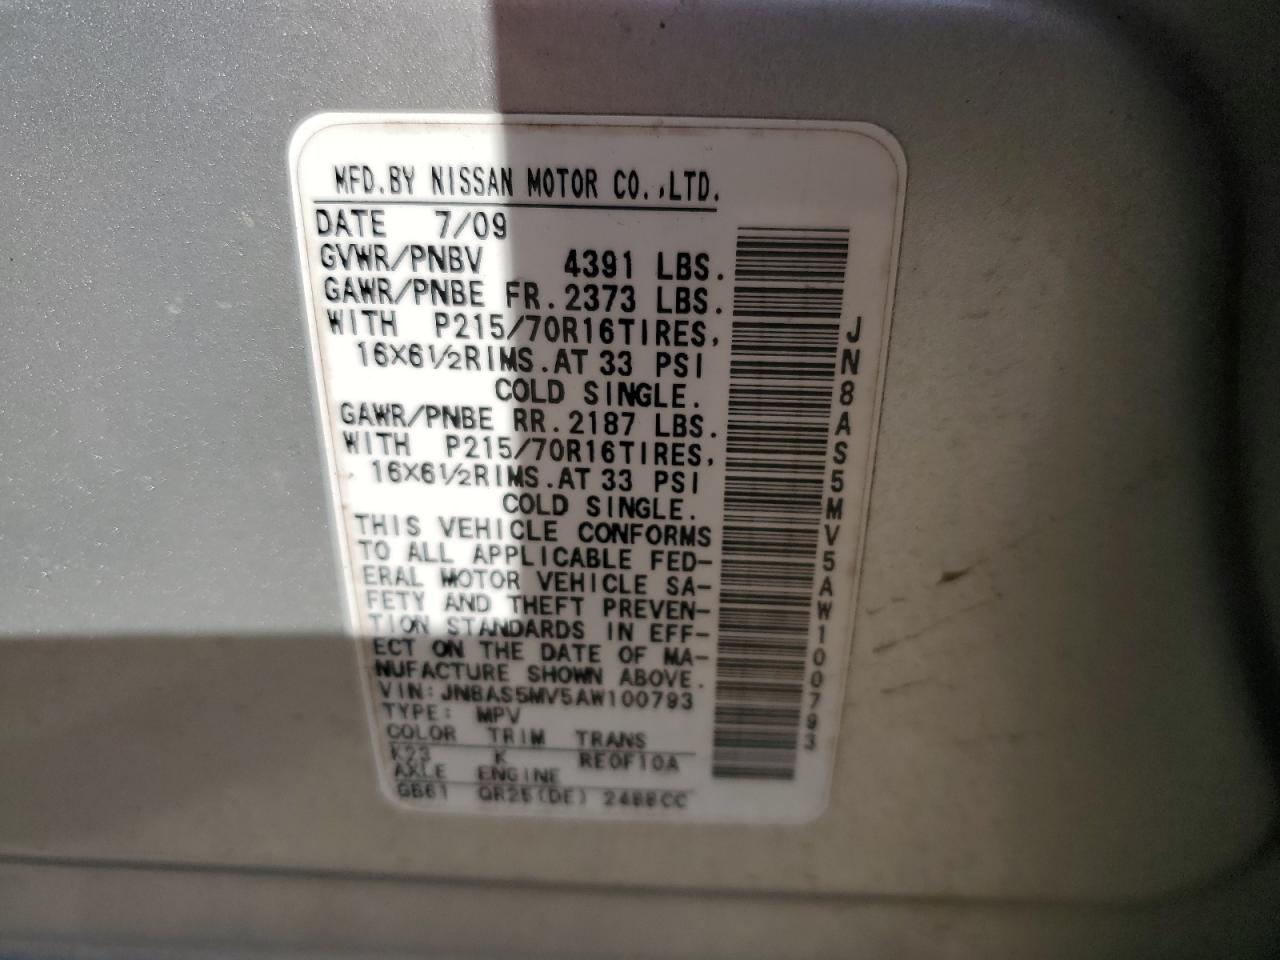 MFD.BY NISSAN MOTOR CO.,LTD.
DATE 7/09
GVWR/PNBV 4391 LBS.
GAWR/PNBE FR.2373 LBS.
WITH P215/70R16TIRES,
16×6½RIMS.AT 33 PSI
COLD SINGLE.
GAWR/PNBE RR.2187 LBS.
WITH P215/70R16TIRES,
16×6½RIMS.AT 33 PSI
COLD SINGLE.
THIS VEHICLE CONFORMS
TO ALL APPLICABLE FED-
ERAL MOTOR VEHICLE SA-
FETY AND THEFT PREVEN-
TION STANDARDS IN EFF-
ECT ON THE DATE OF MA-
NUFACTURE SHOWN ABOVE.
VIN:JN8AS5MV5AW100793
TYPE: MPV
COLOR TRIM TRANS
K23 K RE0F10A
AXLE ENGINE
GB61 QR25(DE) 2488CC
JN8AS5MV5AW100793